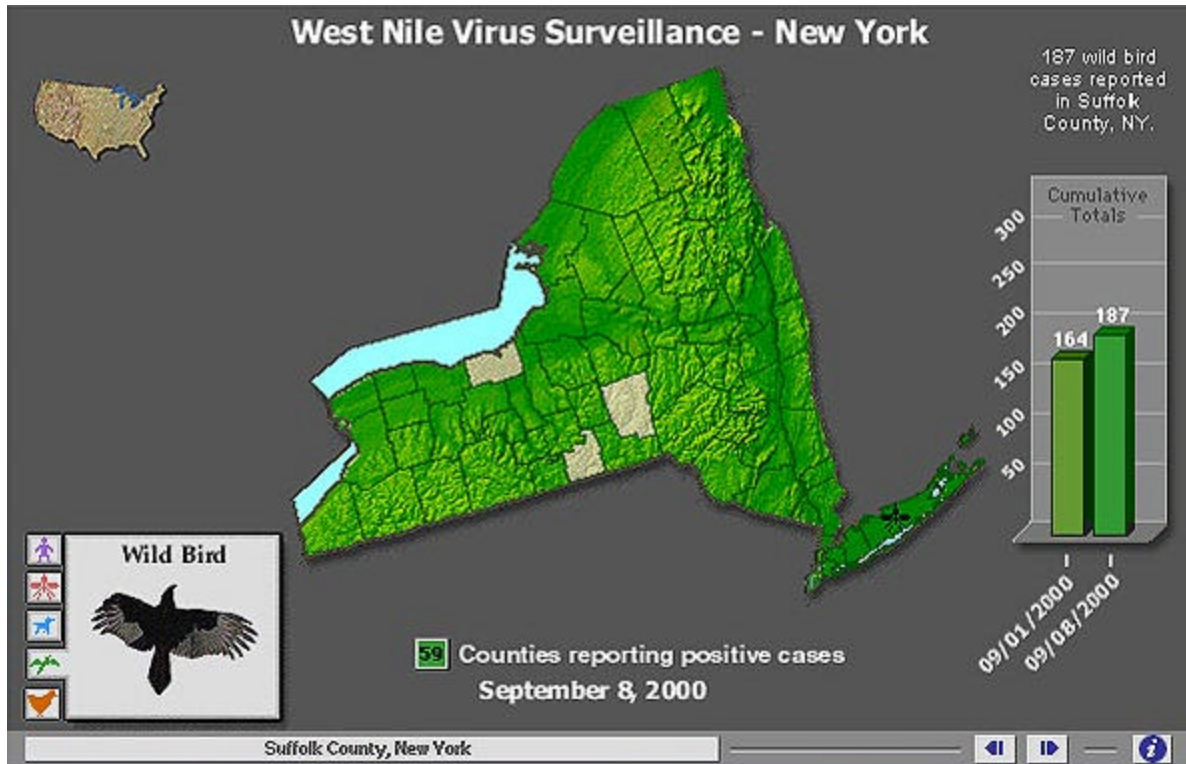 West Nile Virus Surveillance - New York
187 wild bird
cases reported
in Suffolk
County, NY.
Cumulative
Totals
300
250
200
150
100
50
164
187
09/01/2000
09/08/2000
Wild Bird
59 Counties reporting positive cases
September 8, 2000
Suffolk County, New York
i